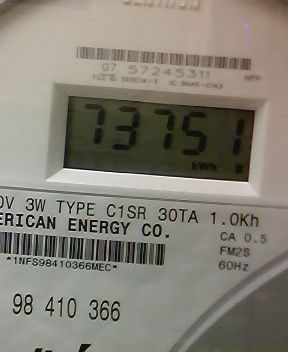 CENTRON
07 57245311
73751
kWh
0V 3W TYPE C1SR 30TA 1.0Kh
ERICAN ENERGY CO.
CA 0.5
FM2S
60Hz
*1NFS98410366MEC*
98 410 366